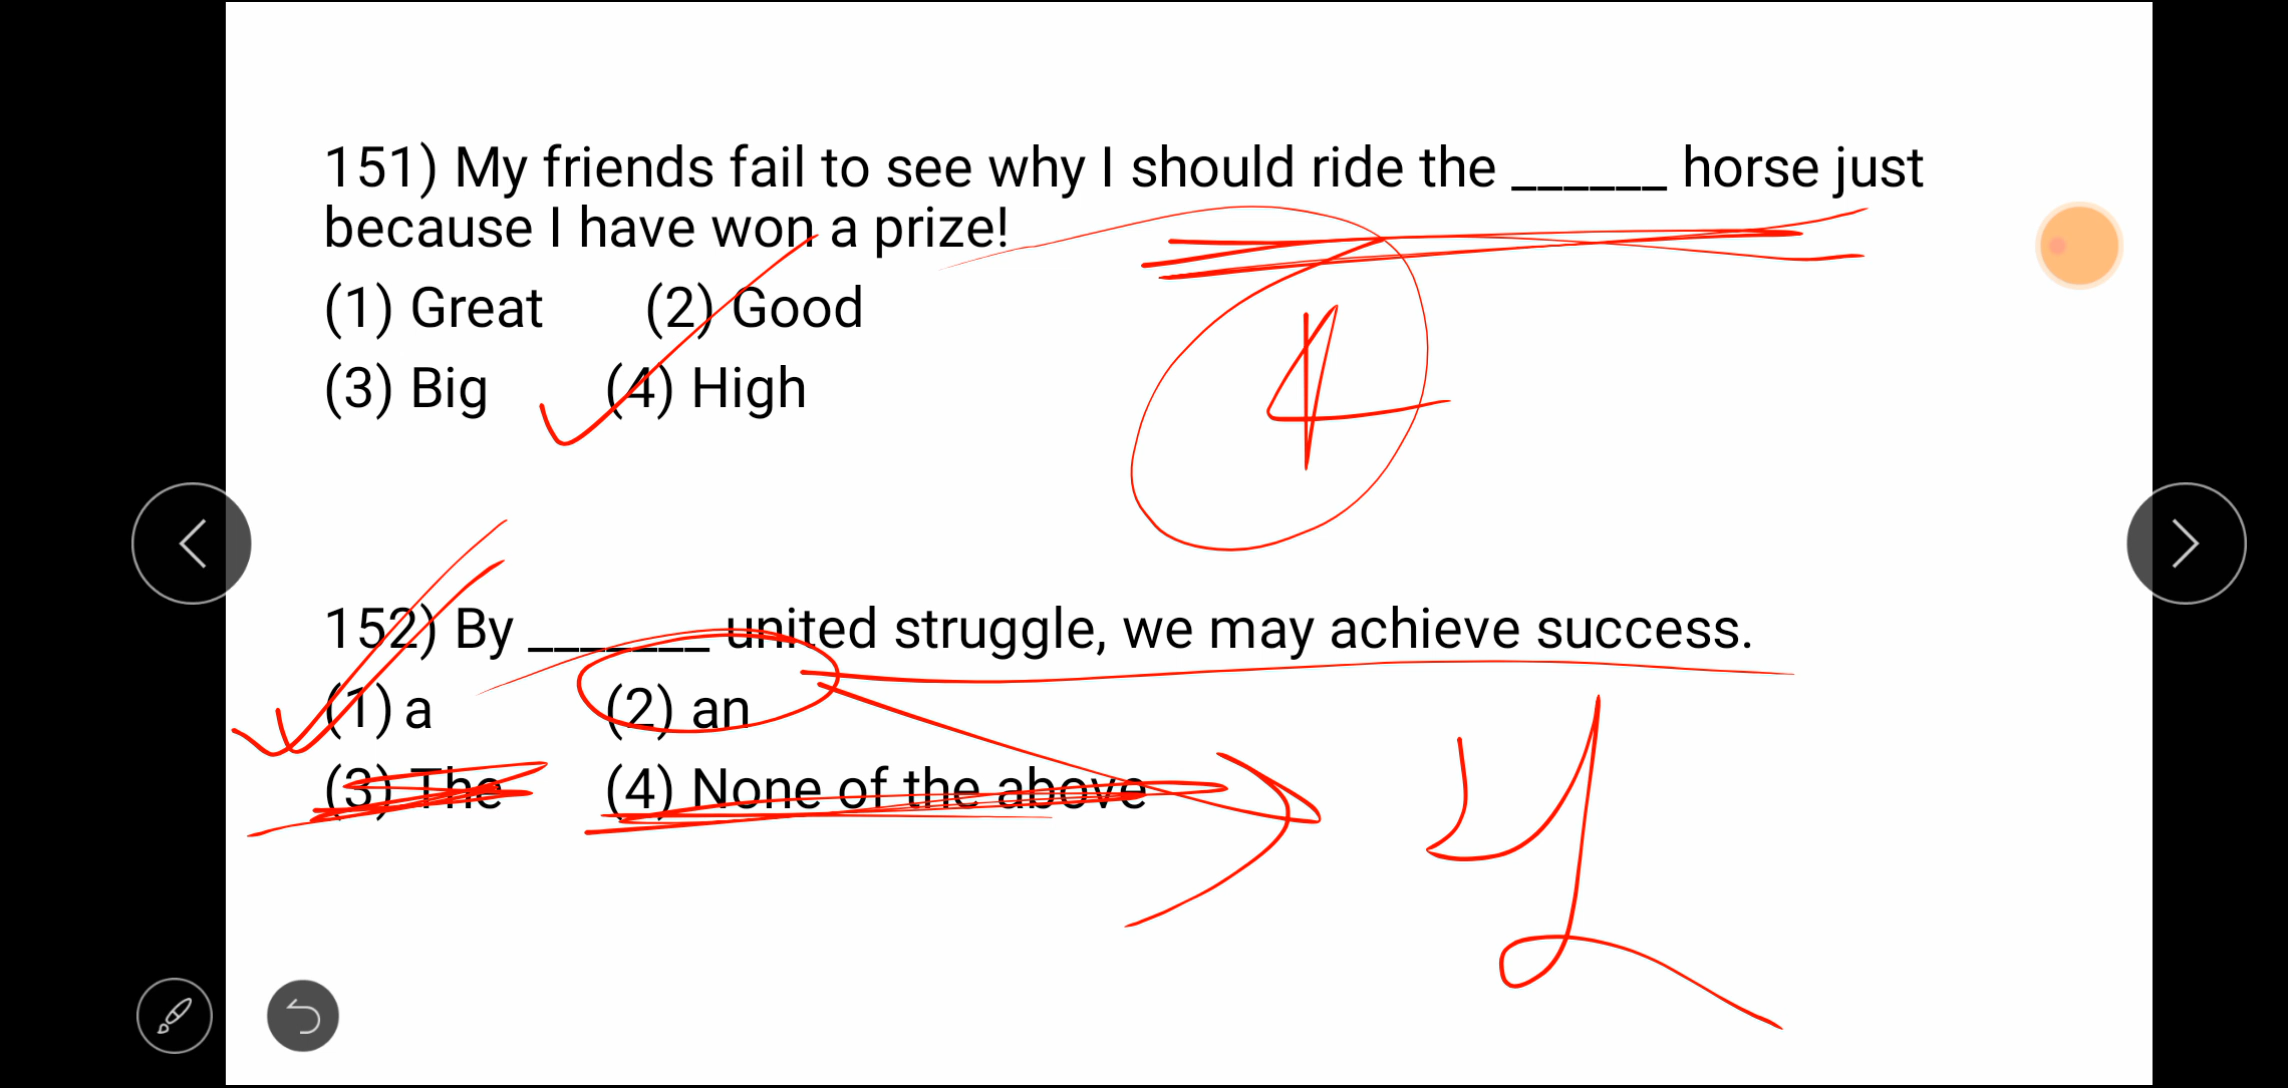 151) My friends fail to see why I should ride the ______ horse just
because I have won a prize!
(1) Great (2) Good
(3) Big (4) High
4
152) By _______ united struggle, we may achieve success.
(1) a (2) an
(3) The (4) None of the above